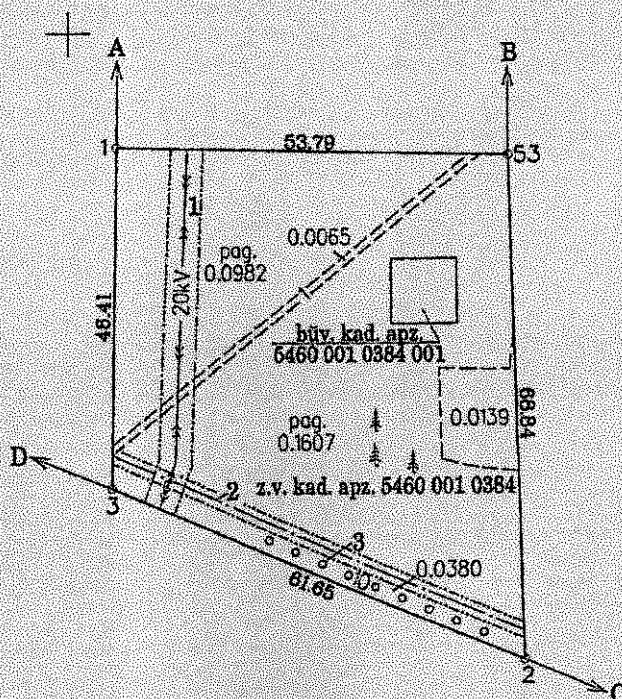 A
B
1
53.79
53
1
0.0065
pag.
0.0982
20kV
48.41
būv. kad. apz.
5460 001 0384 001
68.84
0.0139
pag.
0.1607
D
z.v. kad. apz. 5460 001 0384
3
2
3
0.0380
61.65
2
C